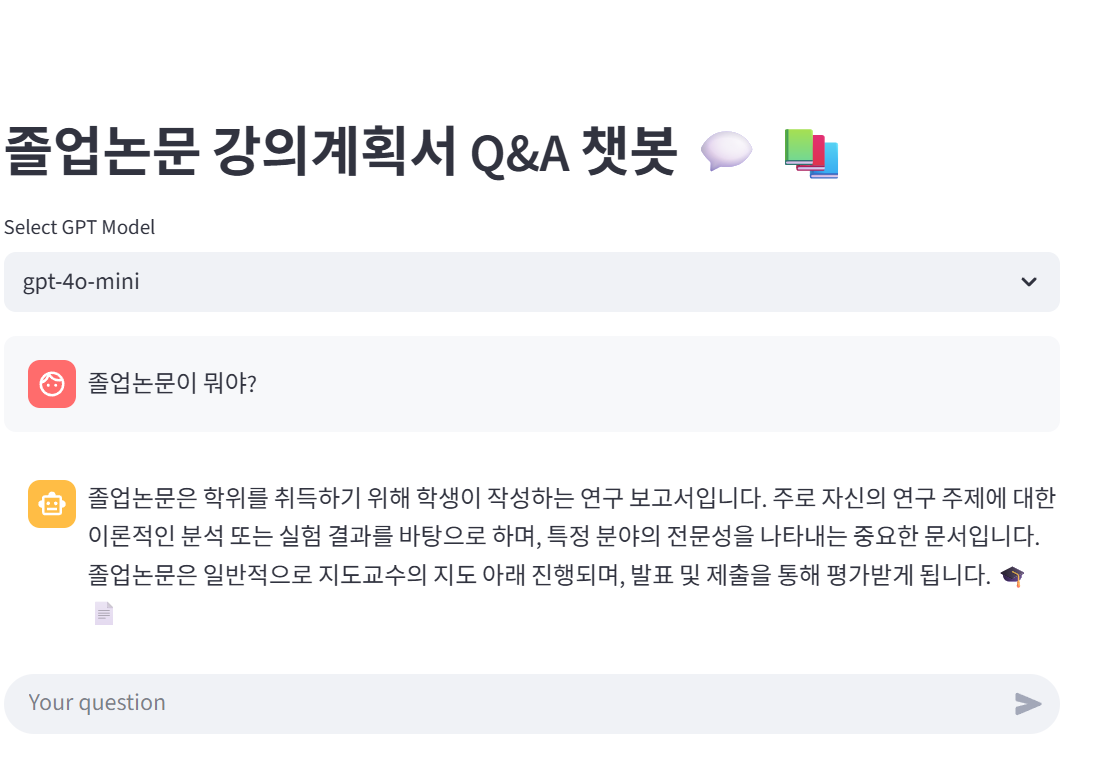 졸업논문 강의계획서 Q&A 챗봇 💬 📚
Select GPT Model
gpt-4o-mini
졸업논문이 뭐야?
졸업논문은 학위를 취득하기 위해 학생이 작성하는 연구 보고서입니다. 주로 자신의 연구 주제에 대한
이론적인 분석 또는 실험 결과를 바탕으로 하며, 특정 분야의 전문성을 나타내는 중요한 문서입니다.
졸업논문은 일반적으로 지도교수의 지도 아래 진행되며, 발표 및 제출을 통해 평가받게 됩니다. 🎓
📄
Your question